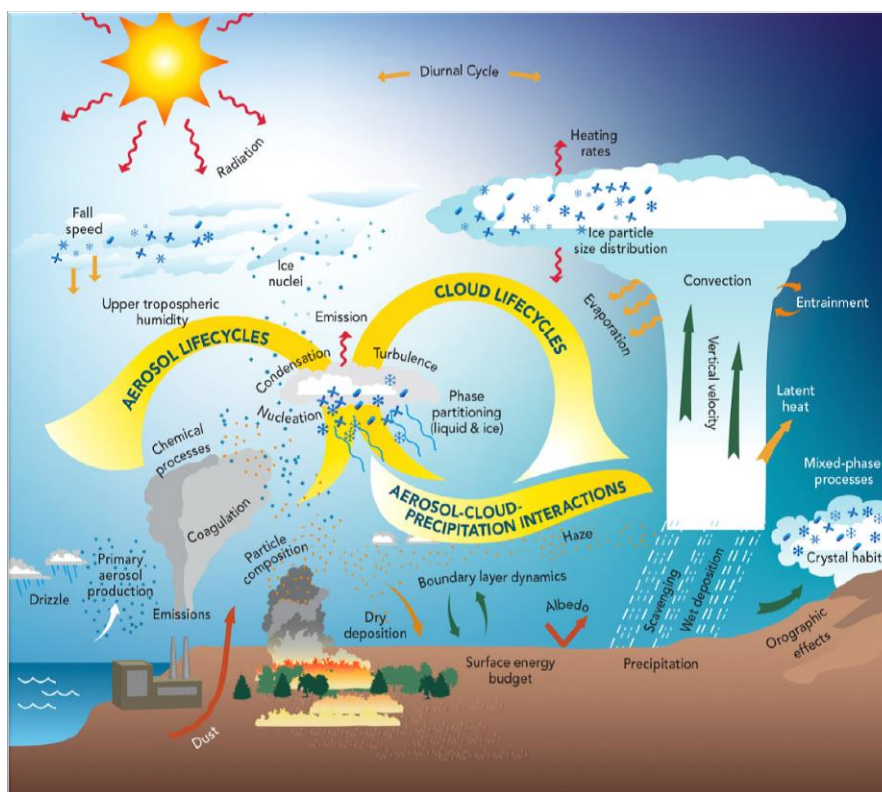 Diurnal Cycle
Radiation
Heating
rates
Fall
speed
Ice
nuclei
Ice particle
size distribution
Upper tropospheric
humidity
Emission
CLOUD LIFECYCLES
Convection
Evaporation
Entrainment
AEROSOL LIFECYCLES
Condensation
Turbulence
Vertical velocity
Nucleation
Phase
partitioning
(liquid & ice)
Latent
heat
Chemical
processes
Mixed-phase
processes
Coagulation
AEROSOL-CLOUD-
PRECIPITATION INTERACTIONS
Particle
composition
Haze
Crystal habit
Primary
aerosol
production
Drizzle
Emissions
Boundary layer dynamics
Scavenging
Wet deposition
Dry
deposition
Albedo
Orographic
effects
Surface energy
budget
Precipitation
Dust